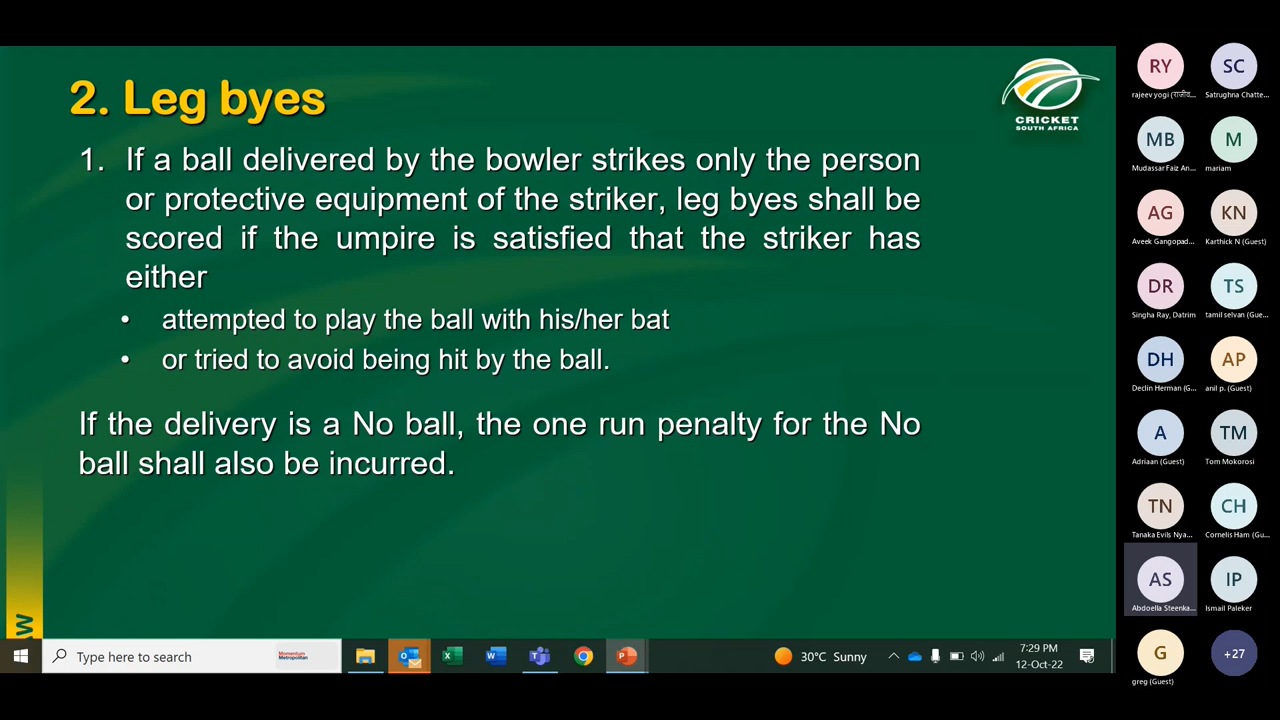 2. Leg byes
CRICKET
SOUTH AFRICA
1. If a ball delivered by the bowler strikes only the person
or protective equipment of the striker, leg byes shall be
scored if the umpire is satisfied that the striker has
either
• attempted to play the ball with his/her bat
• or tried to avoid being hit by the ball.
If the delivery is a No ball, the one run penalty for the No
ball shall also be incurred.
AW
Type here to search
Momentum
Metropolitan
30°C Sunny
7:29 PM
12-Oct-22
RY
SC
rajeev yogi (राजीव...
Satrughna Chatte...
MB
M
Mudassar Faiz An...
mariam
AG
KN
Aveek Gangopad...
Karthick N (Guest)
DR
TS
Singha Ray, Datrim
tamil selvan (Gue...
DH
AP
Declin Herman (G...
anil p. (Guest)
A
TM
Adriaan (Guest)
Tom Mokorosi
TN
CH
Tanaka Evils Nya...
Cornelis Ham (Gu...
AS
IP
Abdoella Steenka...
Ismail Paleker
G
+27
greg (Guest)